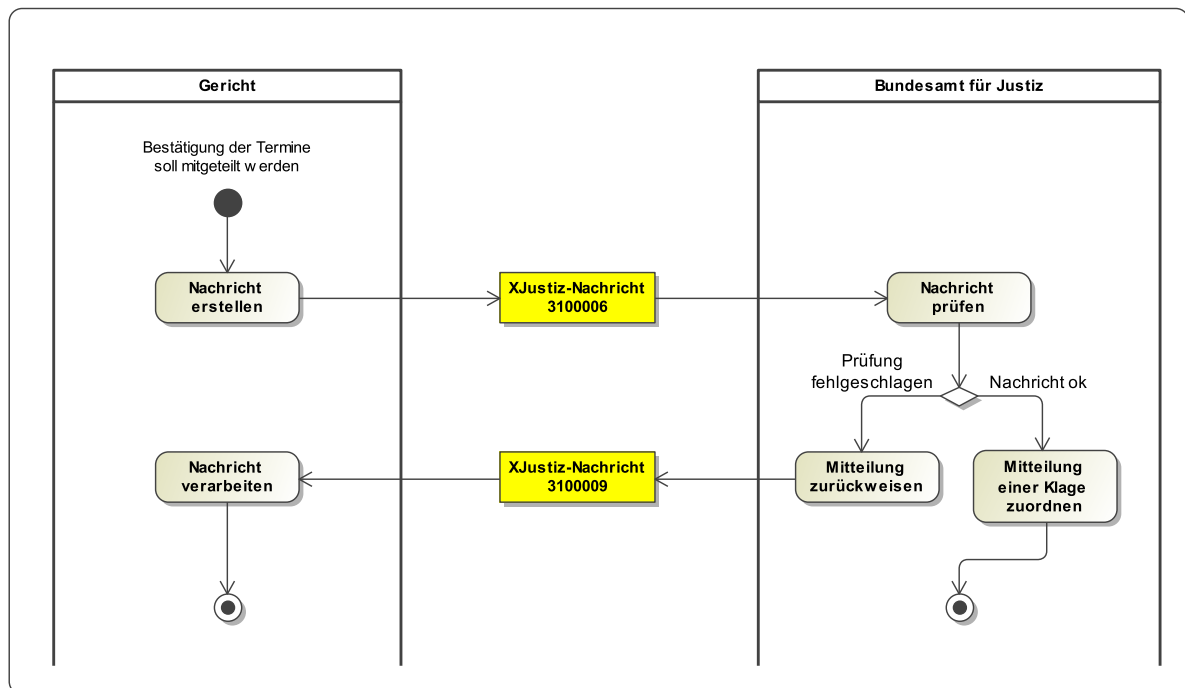 Gericht
Bundesamt für Justiz
Bestätigung der Termine
soll mitgeteilt werden
Nachricht
erstellen
XJustiz-Nachricht
3100006
Nachricht
prüfen
Prüfung
fehlgeschlagen
Nachricht ok
Nachricht
verarbeiten
XJustiz-Nachricht
3100009
Mitteilung
zurückweisen
Mitteilung
einer Klage
zuordnen